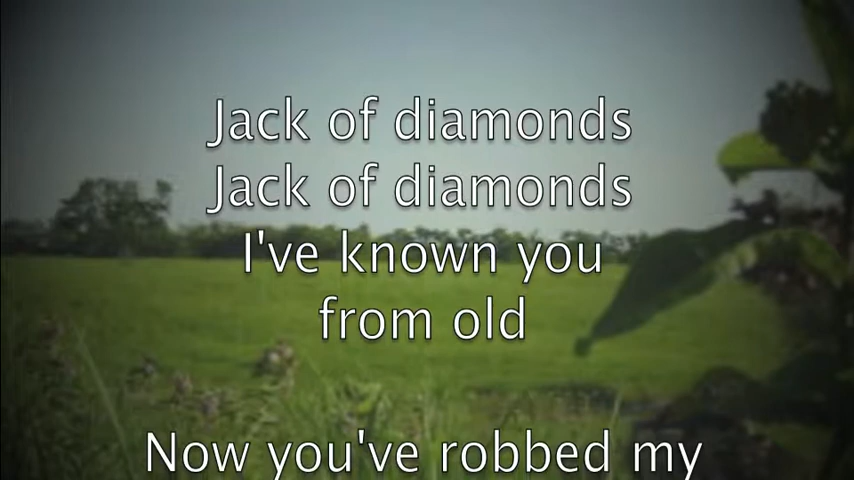 Jack of diamonds
Jack of diamonds
I've known you
from old
Now you've robbed my